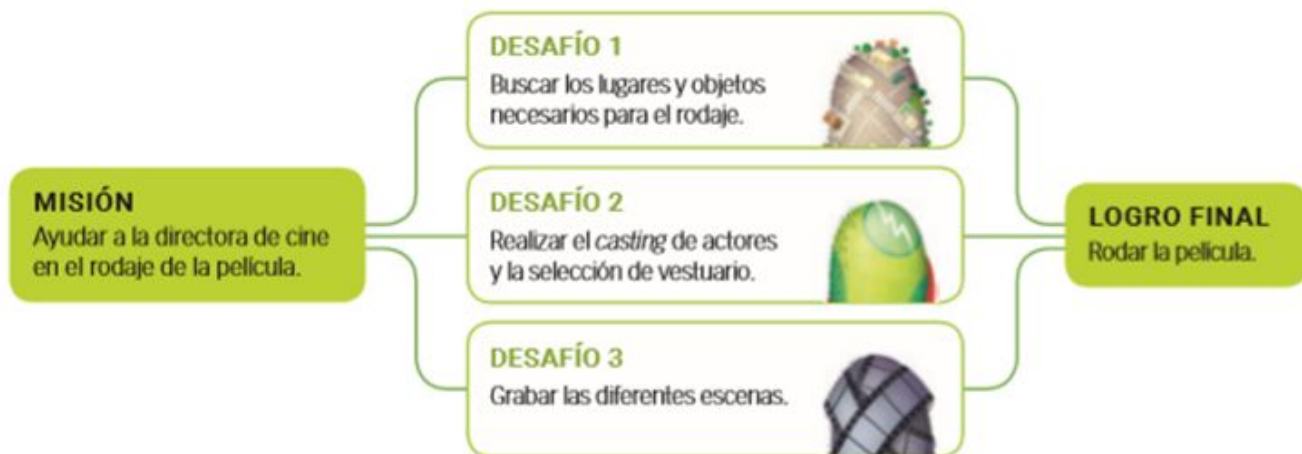 MISIÓN
Ayudar a la directora de cine
en el rodaje de la película.
DESAFÍO 1
Buscar los lugares y objetos
necesarios para el rodaje.
DESAFÍO 2
Realizar el casting de actores
y la selección de vestuario.
DESAFÍO 3
Grabar las diferentes escenas.
LOGRO FINAL
Rodar la película.